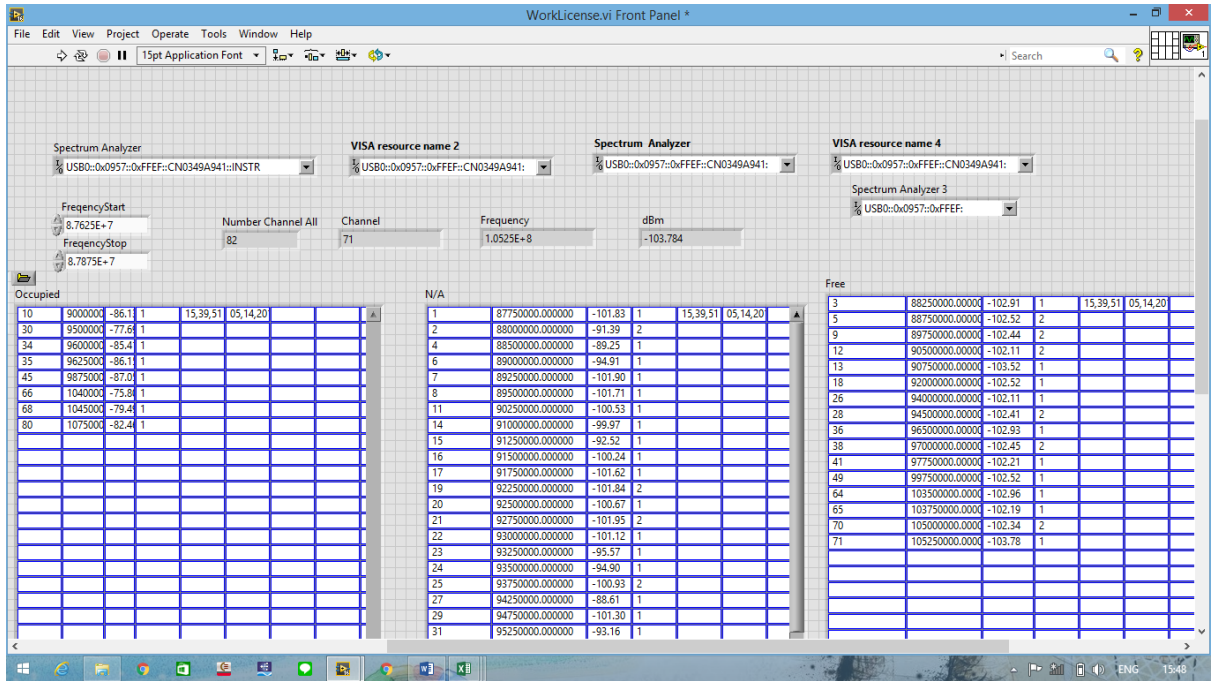 WorkLicense.vi Front Panel *
File Edit View Project Operate Tools Window Help
15pt Application Font
Search
1
Spectrum Analyzer
USB0::0x0957::0xFFEF::CN0349A941::INSTR
VISA resource name 2
USB0::0x0957::0xFFEF::CN0349A941:
Spectrum Analyzer
USB0::0x0957::0xFFEF::CN0349A941:
VISA resource name 4
USB0::0x0957::0xFFEF::CN0349A941:
Spectrum Analyzer 3
USB0::0x0957::0xFFEF:
FreqencyStart
8.7625E+7
FreqencyStop
8.7875E+7
Number Channel All
82
Channel
71
Frequency
1.0525E+8
dBm
-103.784
Occupied
10 9000000 -86.1 1 15,39,51 05,14,20
30 9500000 -77.6 1
34 9600000 -85.4 1
35 9625000 -86.1 1
45 9875000 -87.0 1
66 1040000 -75.8 1
68 1045000 -79.4 1
80 1075000 -82.4 1
N/A
1 87750000.000000 -101.83 1 15,39,51 05,14,20
2 88000000.000000 -91.39 2
4 88500000.000000 -89.25 1
6 89000000.000000 -94.91 1
7 89250000.000000 -101.90 1
8 89500000.000000 -101.71 1
11 90250000.000000 -100.53 1
14 91000000.000000 -99.97 1
15 91250000.000000 -92.52 1
16 91500000.000000 -100.24 1
17 91750000.000000 -101.62 1
19 92250000.000000 -101.84 2
20 92500000.000000 -100.67 1
21 92750000.000000 -101.95 2
22 93000000.000000 -101.12 1
23 93250000.000000 -95.57 1
24 93500000.000000 -94.90 1
25 93750000.000000 -100.93 2
27 94250000.000000 -88.61 1
29 94750000.000000 -101.30 1
31 95250000.000000 -93.16 1
Free
3 88250000.00000 -102.91 1 15,39,51 05,14,20
5 88750000.00000 -102.52 2
9 89750000.00000 -102.44 2
12 90500000.00000 -102.11 2
13 90750000.00000 -103.52 1
18 92000000.00000 -102.52 1
26 94000000.00000 -102.11 1
28 94500000.00000 -102.41 2
36 96500000.00000 -102.93 1
38 97000000.00000 -102.45 2
41 97750000.00000 -102.21 1
49 99750000.00000 -102.52 1
64 103500000.0000 -102.96 1
65 103750000.0000 -102.19 1
70 105000000.0000 -102.34 2
71 105250000.0000 -103.78 1
ENG 15:48